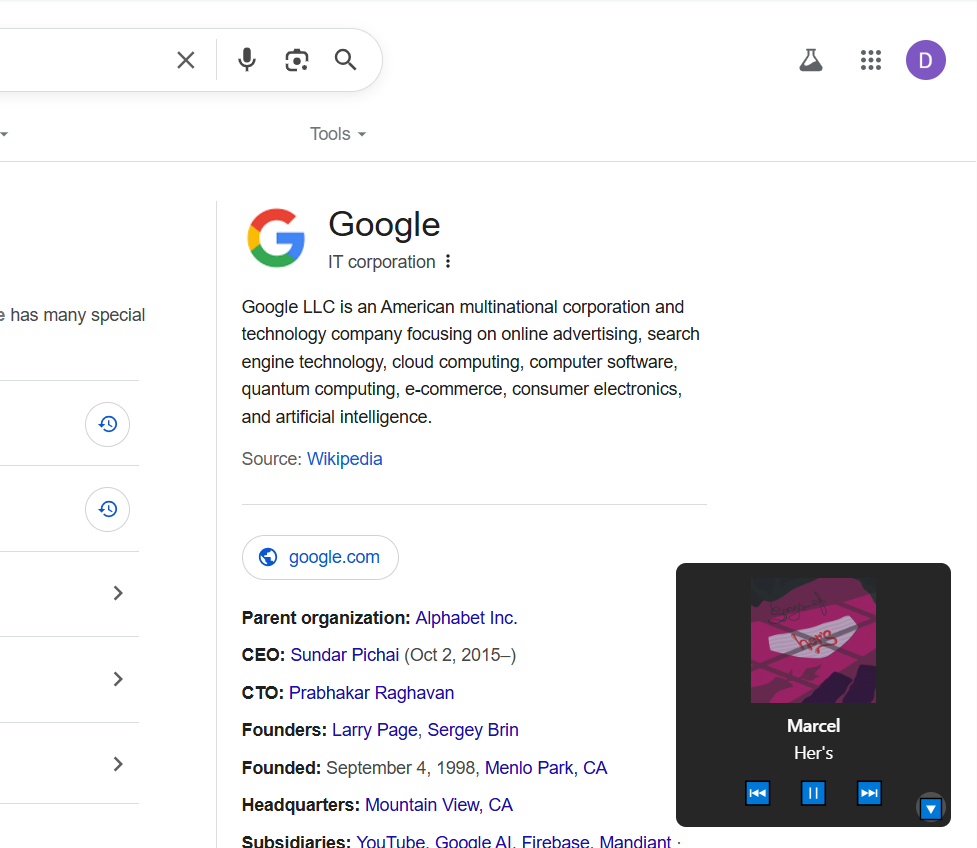 D
Tools
Google
IT corporation
e has many special
Google LLC is an American multinational corporation and
technology company focusing on online advertising, search
engine technology, cloud computing, computer software,
quantum computing, e-commerce, consumer electronics,
and artificial intelligence.
Source: Wikipedia
google.com
Parent organization: Alphabet Inc.
CEO: Sundar Pichai (Oct 2, 2015–)
CTO: Prabhakar Raghavan
Founders: Larry Page, Sergey Brin
Founded: September 4, 1998, Menlo Park, CA
Headquarters: Mountain View, CA
Subsidiaries: YouTube, Google AI, Firebase, Mandiant ·
Songs of
her's
Marcel
Her's